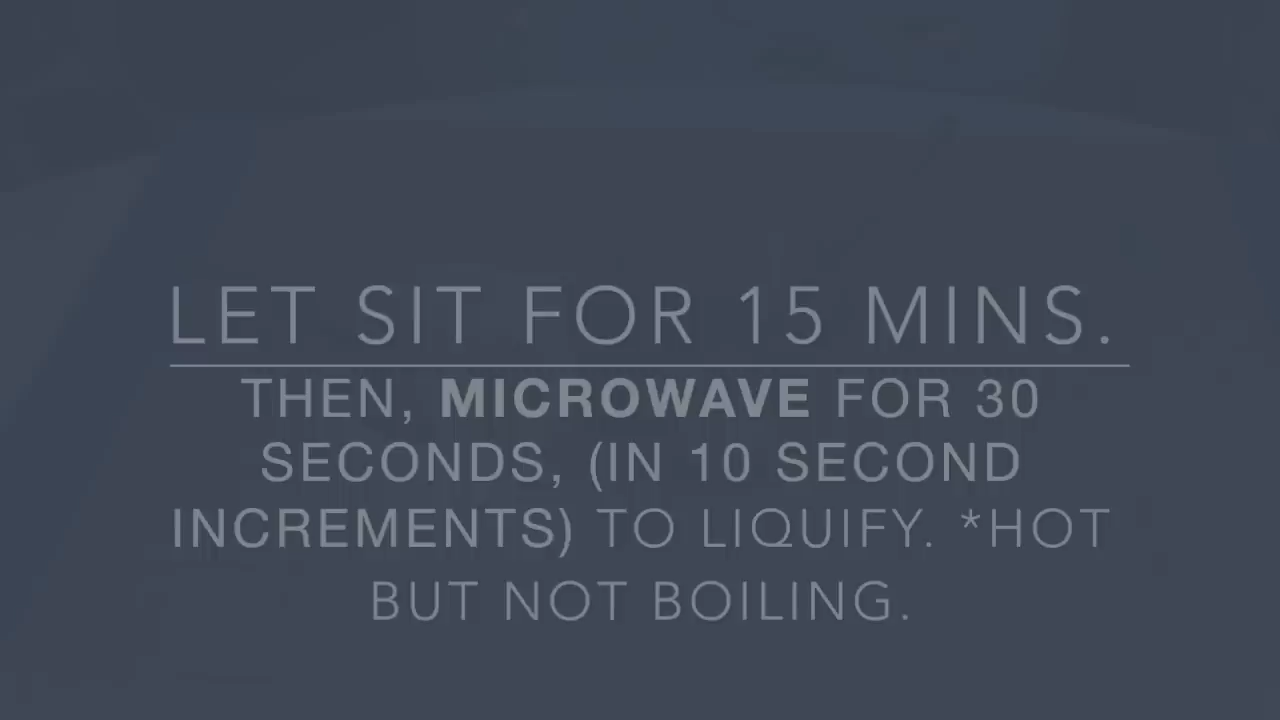 LET SIT FOR 15 MINS.
THEN, MICROWAVE FOR 30
SECONDS, (IN 10 SECOND
INCREMENTS) TO LIQUIFY. *HOT
BUT NOT BOILING.